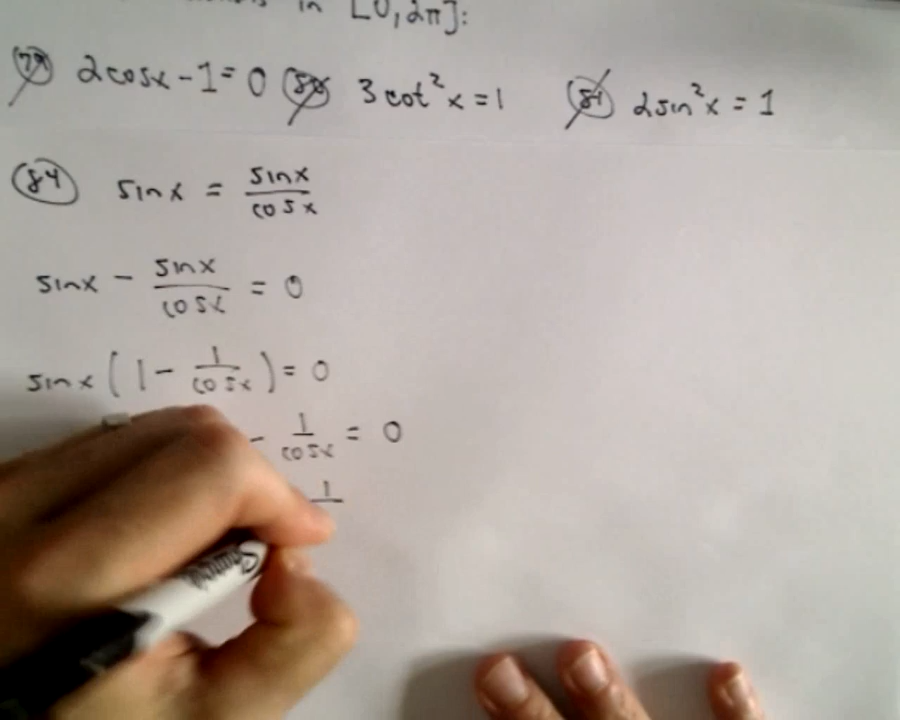 in [0,2π]:
79 2cosx - 1 = 0 80 3cot²x = 1 81 2sin²x = 1
84 sinx = sinx/cosx
sinx - sinx/cosx = 0
sinx (1 - 1/cosx) = 0
- 1/cosx = 0
1